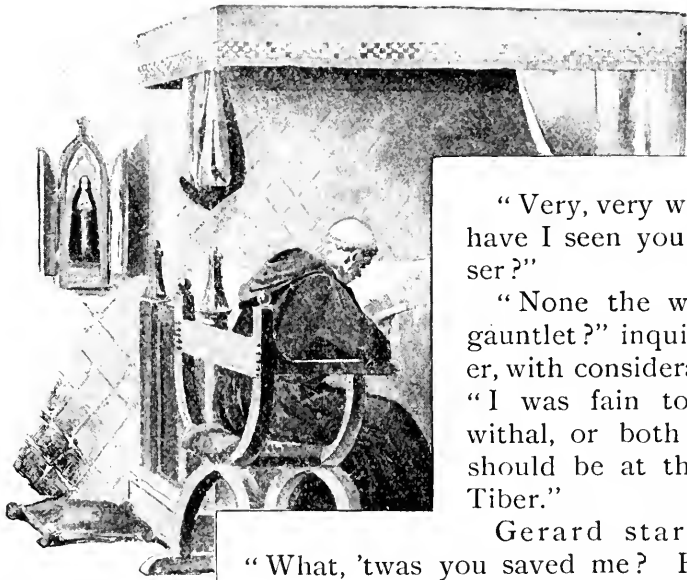 “Very, very w
have I seen you
ser?”
“None the w
gauntlet?” inqui
er, with considera
“I was fain to
withal, or both
should be at th
Tiber.”
Gerard star
“What, ’twas you saved me?